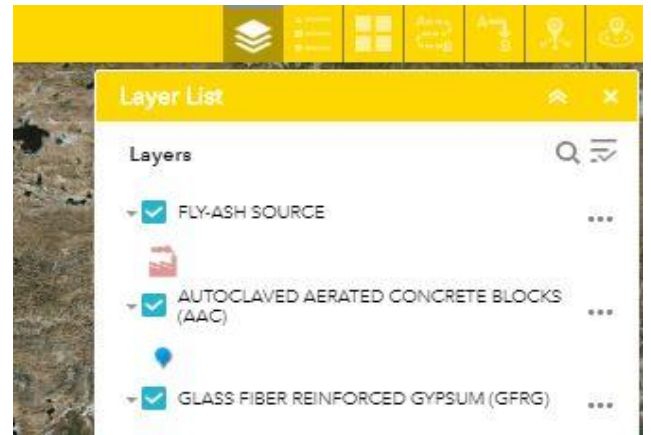 Layer List
Layers
FLY-ASH SOURCE
AUTOCLAVED AERATED CONCRETE BLOCKS
(AAC)
GLASS FIBER REINFORCED GYPSUM (GFRG)